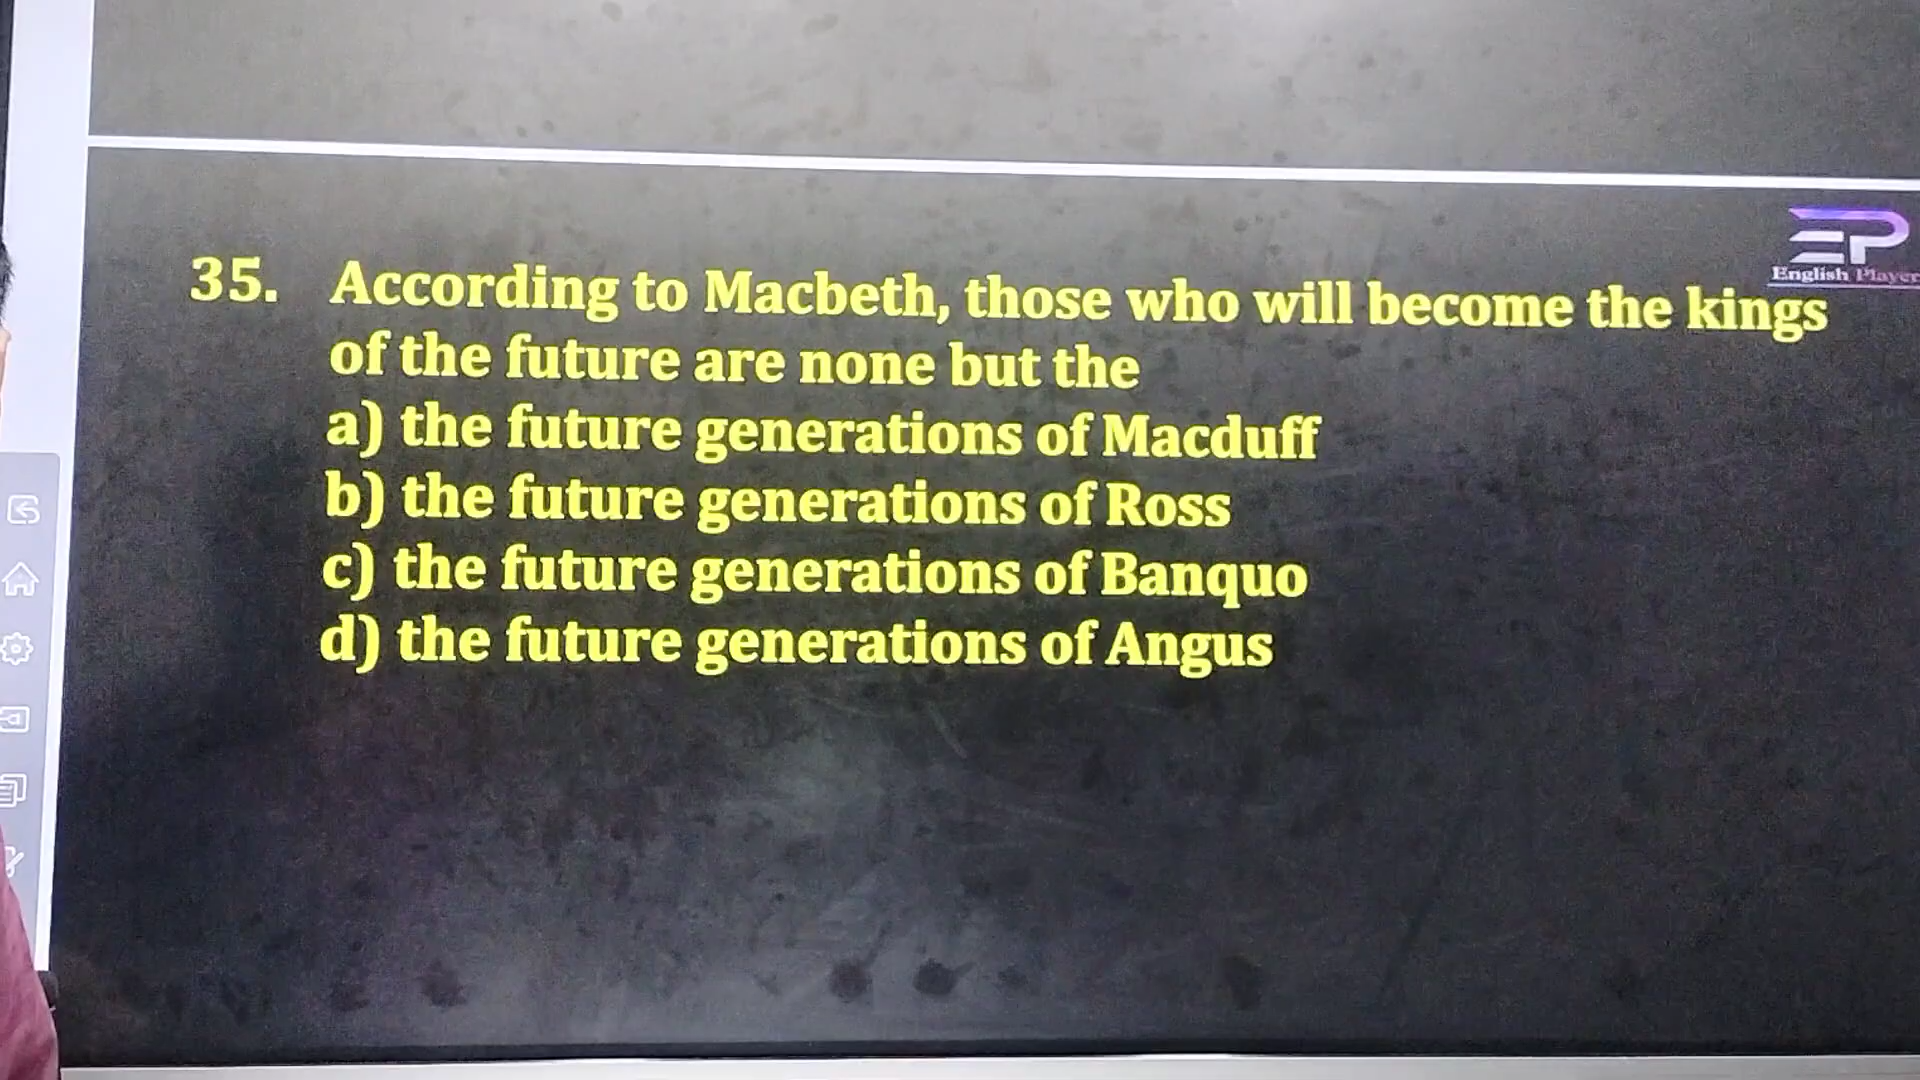 EP
English Player
35. According to Macbeth, those who will become the kings
of the future are none but the
a) the future generations of Macduff
b) the future generations of Ross
c) the future generations of Banquo
d) the future generations of Angus